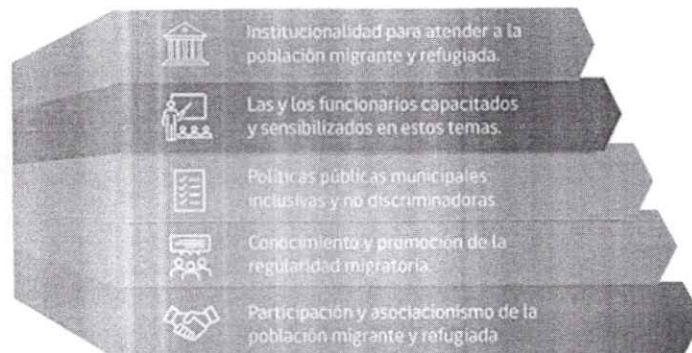 Institucionalidad para atender a la
población migrante y refugiada.
Las y los funcionarios capacitados
y sensibilizados en estos temas.
Políticas públicas municipales
inclusivas y no discriminadoras
Conocimiento y promoción de la
regularidad migratoria.
Participación y asociacionismo de la
población migrante y refugiada